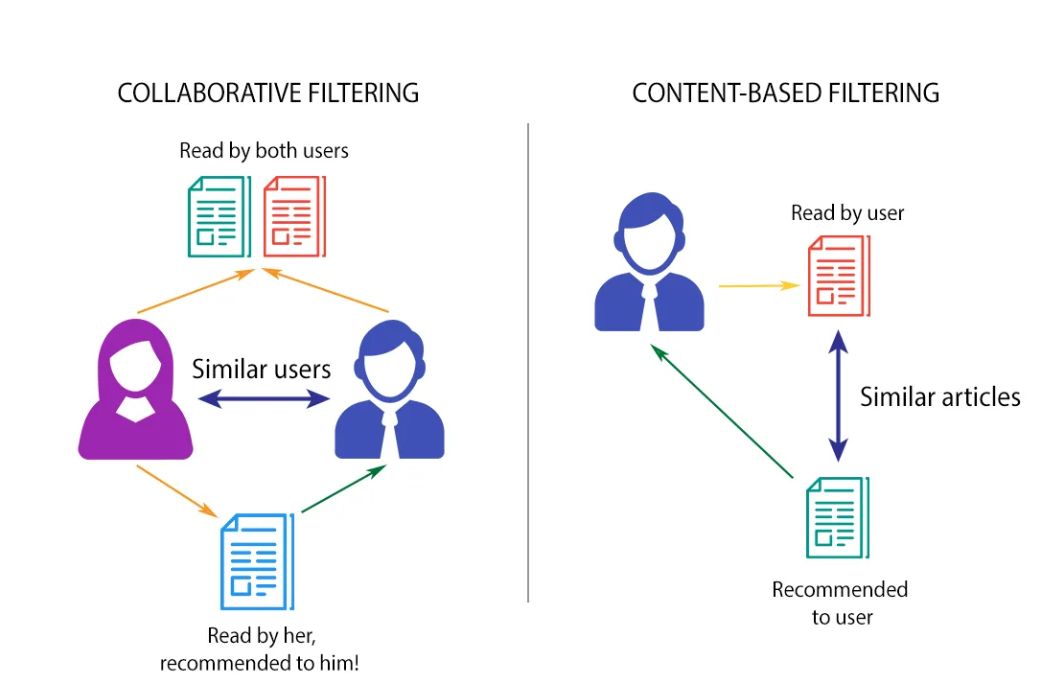 COLLABORATIVE FILTERING
Read by both users
Similar users
Read by her,
recommended to him!
CONTENT-BASED FILTERING
Read by user
Similar articles
Recommended
to user